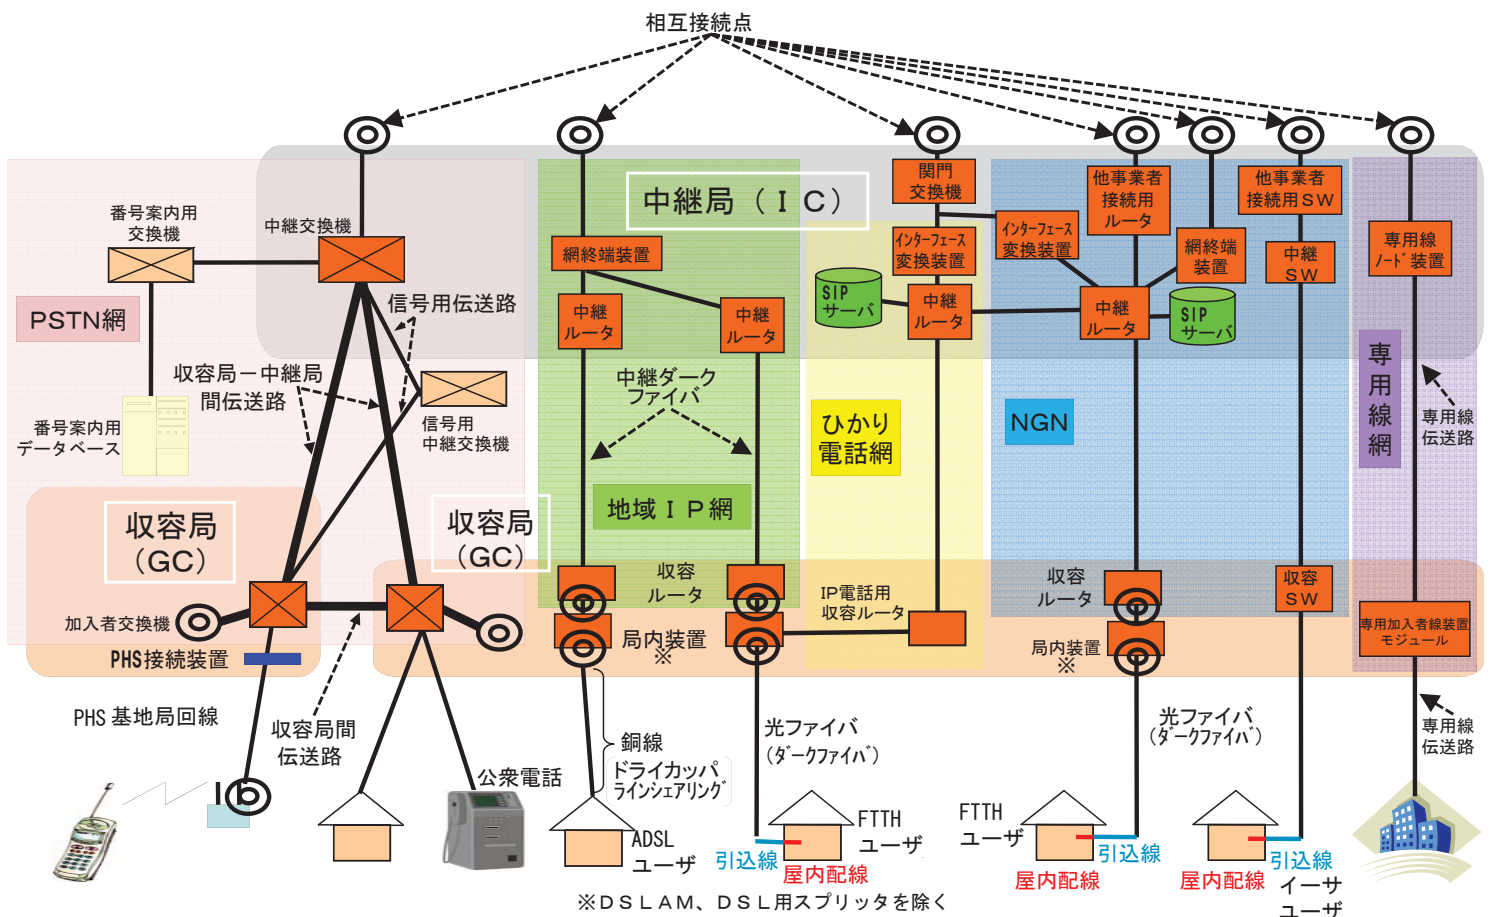 相互接続点
中継局（ＩＣ）
番号案内用
交換機
中継交換機
PSTN網
信号用伝送路
収容局－中継局
間伝送路
番号案内用
データベース
信号用
中継交換機
収容局
（GC）
収容局
（GC）
加入者交換機
PHS接続装置
PHS 基地局回線
収容局間
伝送路
公衆電話
網終端装置
中継
ルータ
中継
ルータ
中継ダーク
ファイバ
地域ＩＰ網
収容
ルータ
局内装置
※
銅線
ドライカッパ
ラインシェアリング
ADSL
ユーザ
光ファイバ
（ダークファイバ）
FTTH
ユーザ
引込線
屋内配線
関門
交換機
インターフェース
変換装置
インターフェース
変換装置
SIP
サーバ
中継
ルータ
ひかり
電話網
IP電話用
収容ルータ
他事業者
接続用
ルータ
網終端
装置
中継
ルータ
SIP
サーバ
NGN
収容
ルータ
局内装置
※
光ファイバ
（ダークファイバ）
FTTH
ユーザ
引込線
屋内配線
他事業者
接続用ＳＷ
中継
ＳＷ
収容
ＳＷ
引込線
屋内配線
イーサ
ユーザ
専用線
ノード装置
専用線網
専用線
伝送路
専用加入者線装置
モジュール
専用線
伝送路
※ＤＳＬＡＭ、ＤＳＬ用スプリッタを除く